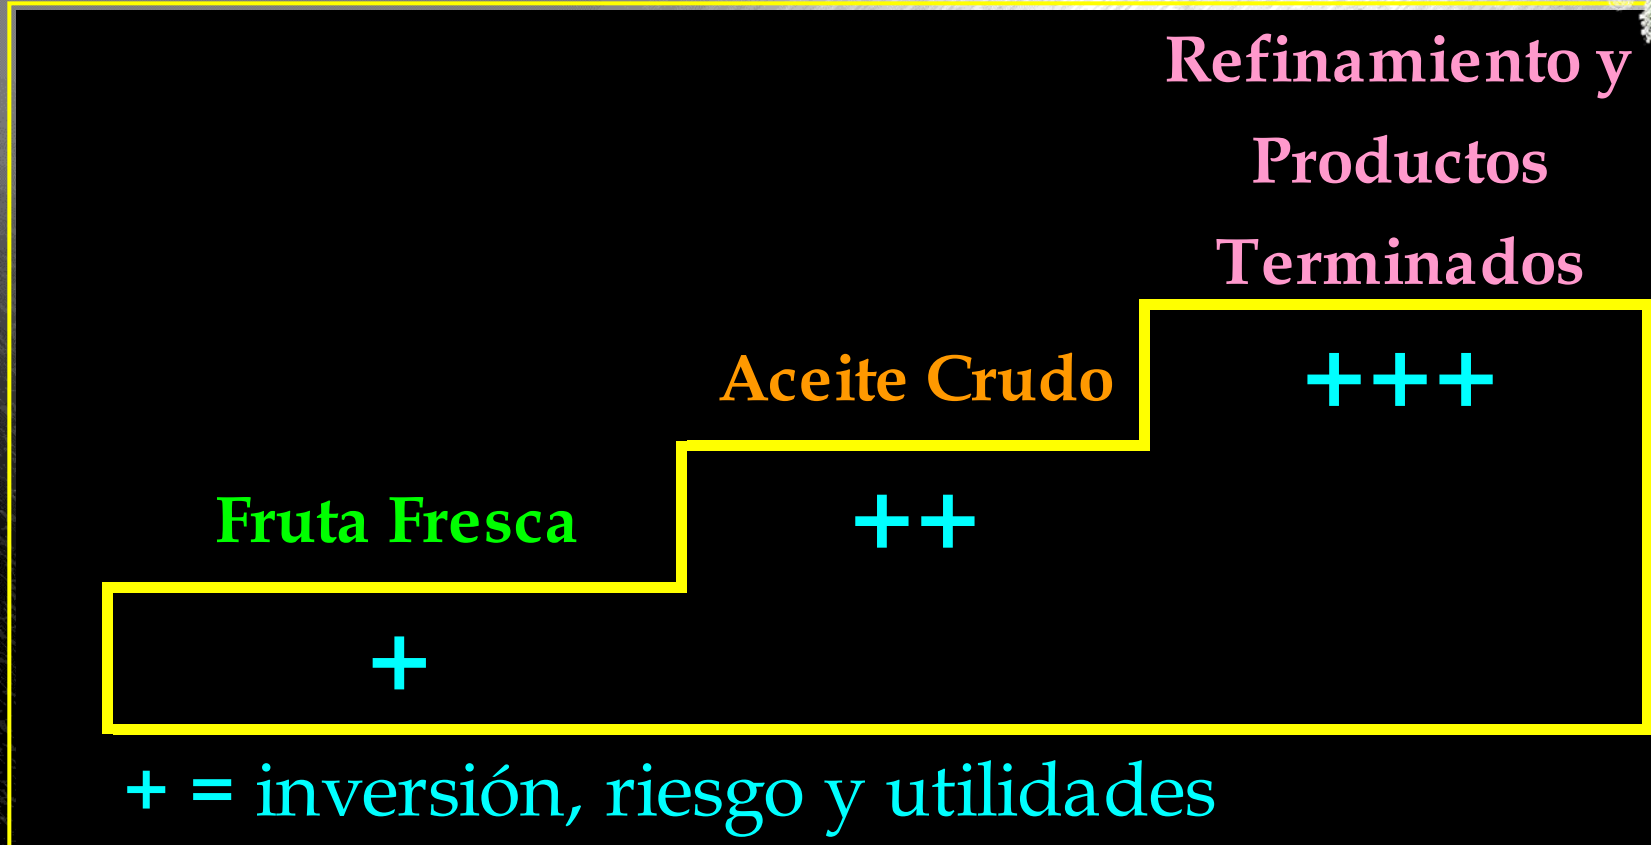 Refinamiento y
Productos
Terminados
Aceite Crudo
+++
Fruta Fresca
++
+
+ = inversión, riesgo y utilidades